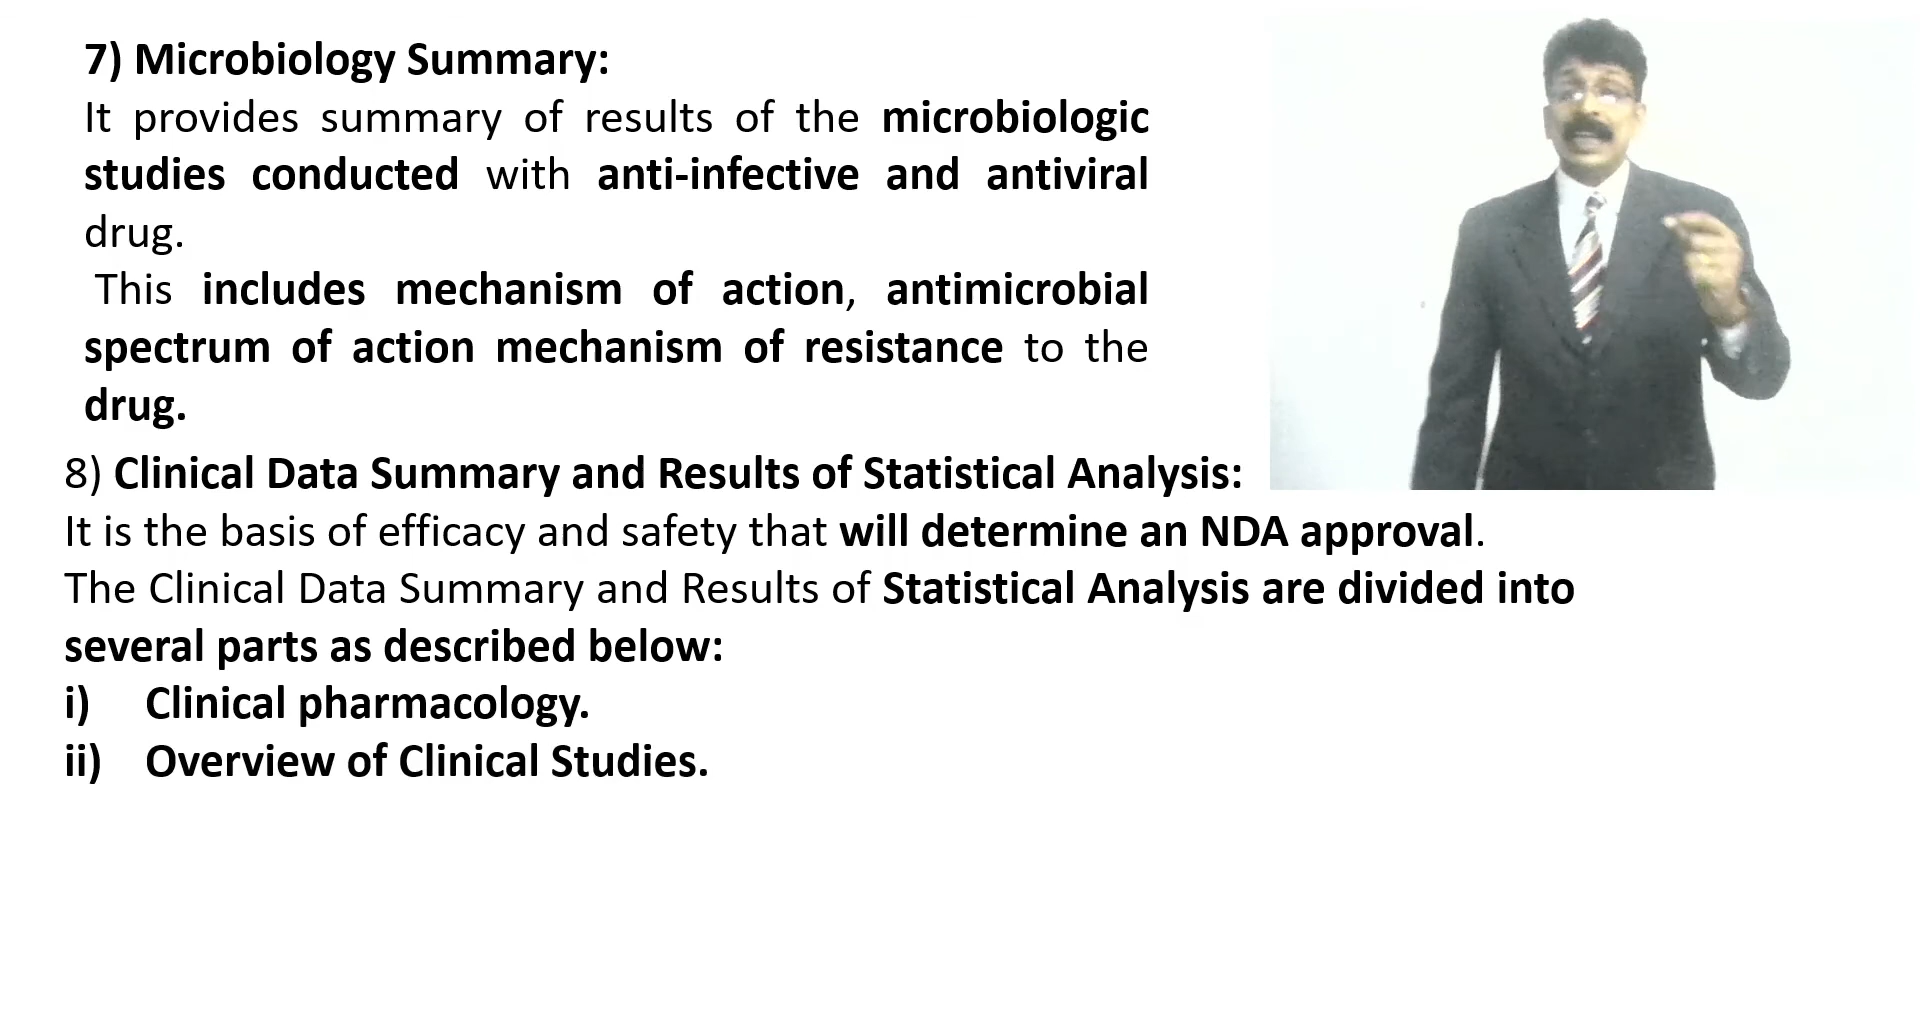 7) Microbiology Summary:
It provides summary of results of the microbiologic
studies conducted with anti-infective and antiviral
drug.
This includes mechanism of action, antimicrobial
spectrum of action mechanism of resistance to the
drug.
8) Clinical Data Summary and Results of Statistical Analysis:
It is the basis of efficacy and safety that will determine an NDA approval.
The Clinical Data Summary and Results of Statistical Analysis are divided into
several parts as described below:
i) Clinical pharmacology.
ii) Overview of Clinical Studies.